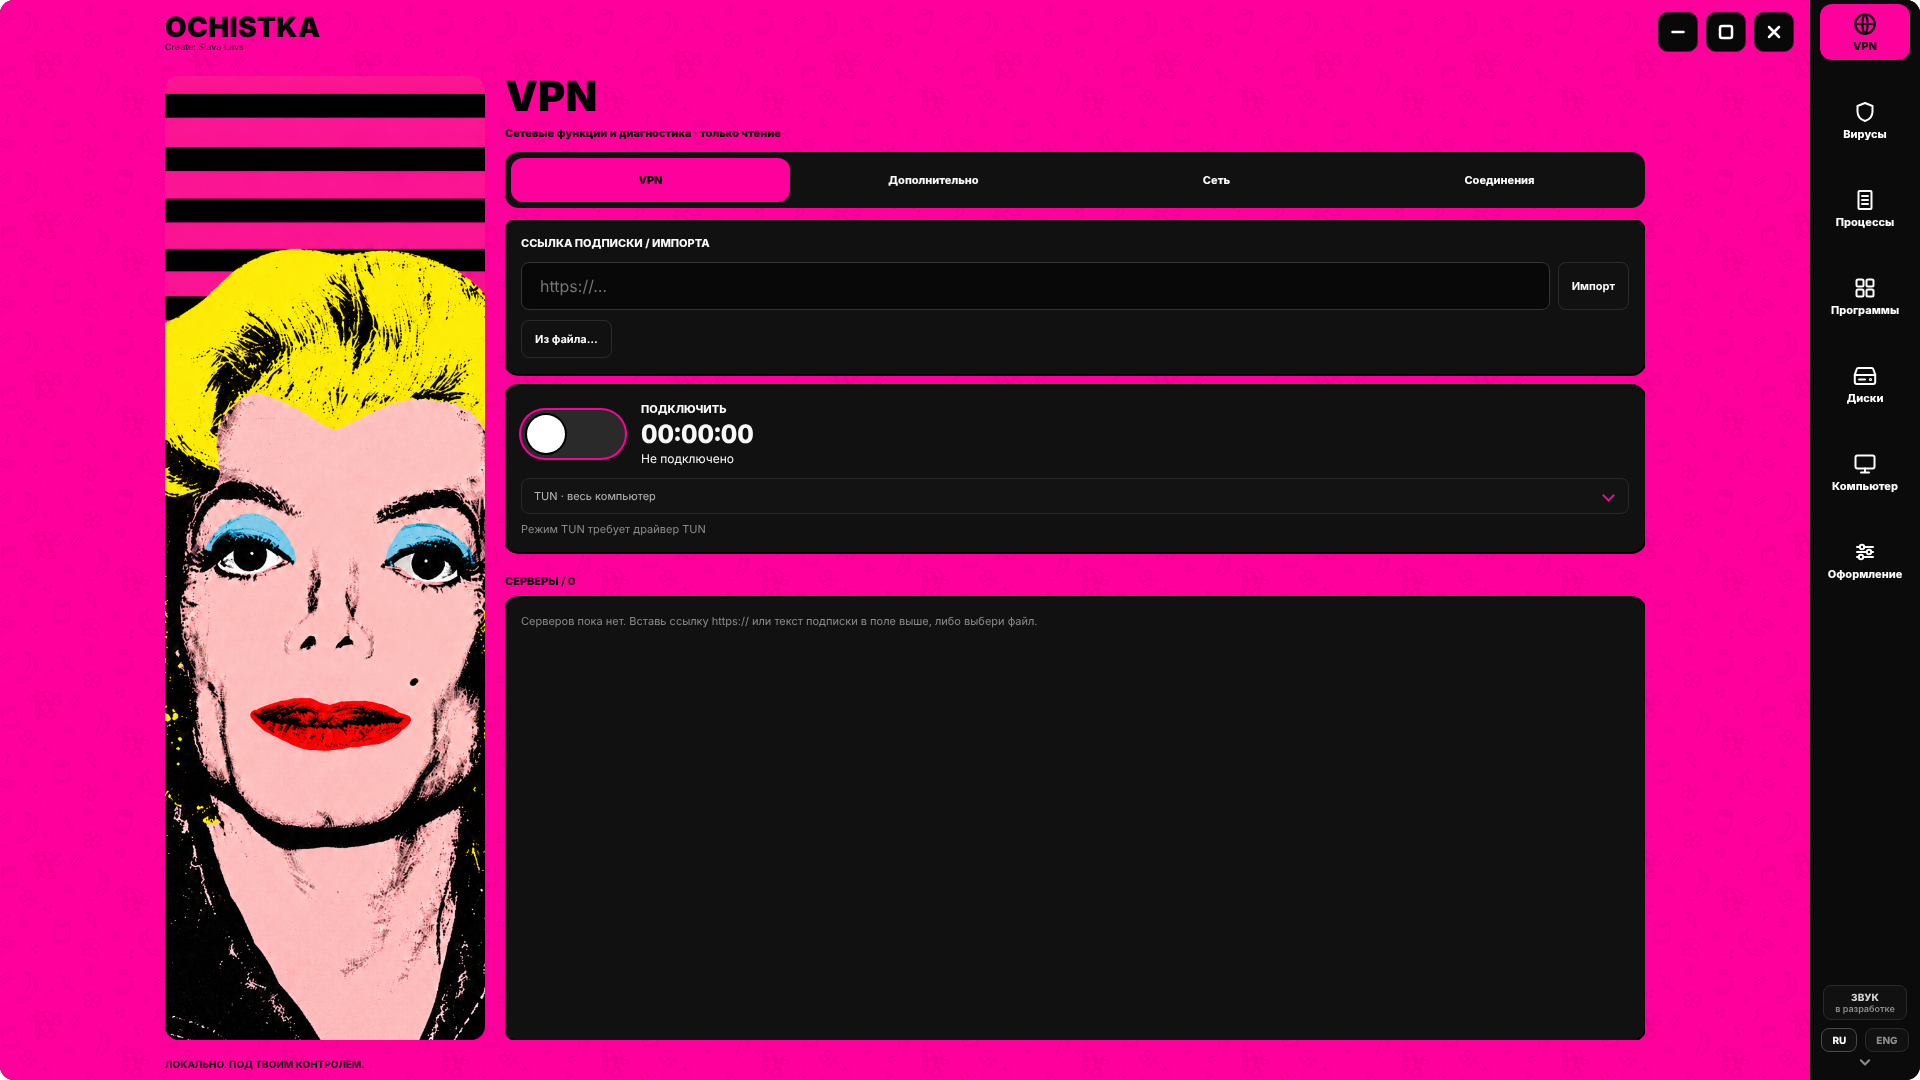 OCHISTKA
Create: Slava Lavs
VPN
Сетевые функции и диагностика · только чтение
VPN
Дополнительно
Сеть
Соединения
ССЫЛКА ПОДПИСКИ / ИМПОРТА
https://...
Импорт
Из файла...
ПОДКЛЮЧИТЬ
00:00:00
Не подключено
TUN · весь компьютер
Режим TUN требует драйвер TUN
СЕРВЕРЫ / 0
Серверов пока нет. Вставь ссылку https:// или текст подписки в поле выше, либо выбери файл.
ЛОКАЛЬНО. ПОД ТВОИМ КОНТРОЛЕМ.
VPN
Вирусы
Процессы
Программы
Диски
Компьютер
Оформление
ЗВУК
в разработке
RU
ENG